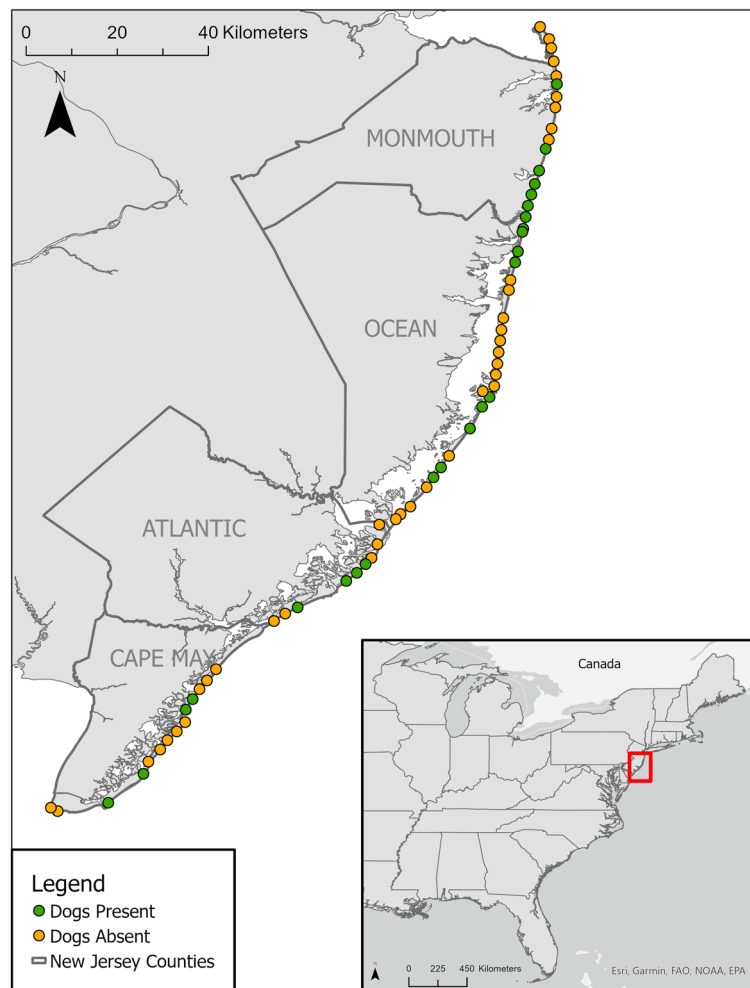 0 20 40 Kilometers
N
MONMOUTH
OCEAN
ATLANTIC
CAPE MAY
Canada
Legend
Dogs Present
Dogs Absent
New Jersey Counties
0 225 450 Kilometers
Esri, Garmin, FAO, NOAA, EPA